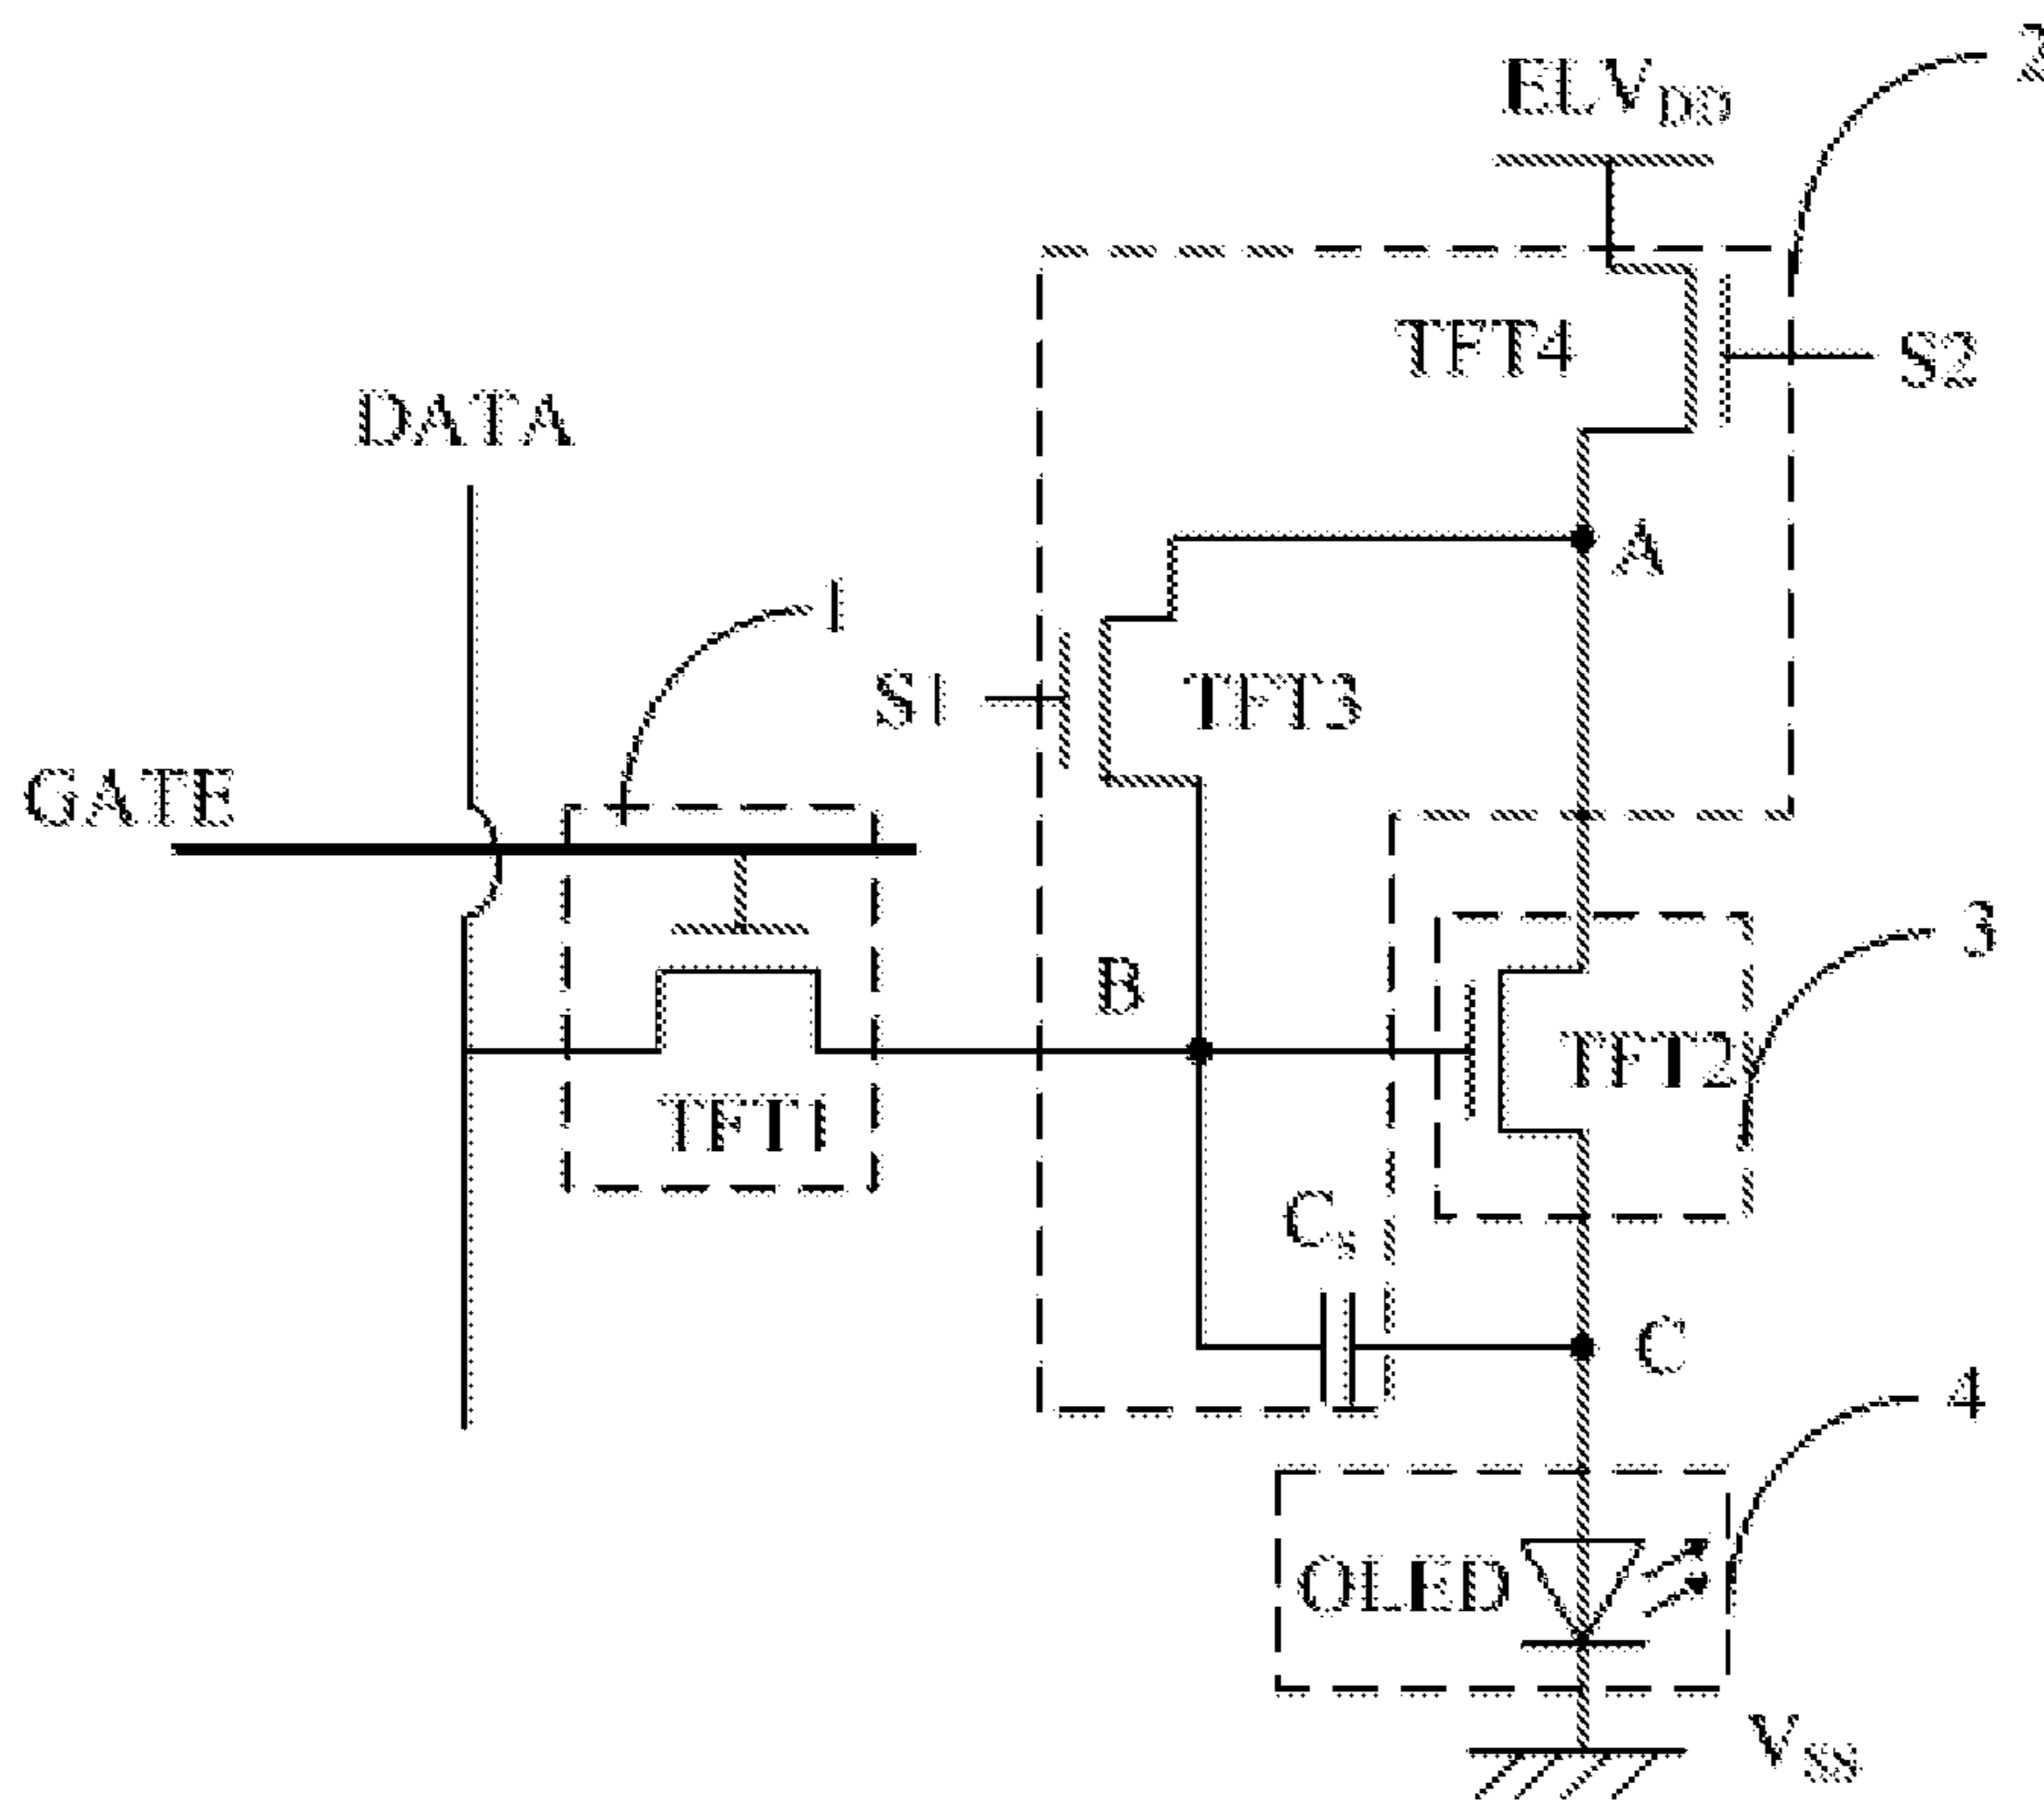 2
ELVDD
TFT4
S2
DATA
A
1
S1
TFT3
GATE
3
B
TFT2
TFT1
Cs
C
4
OLED
VSS